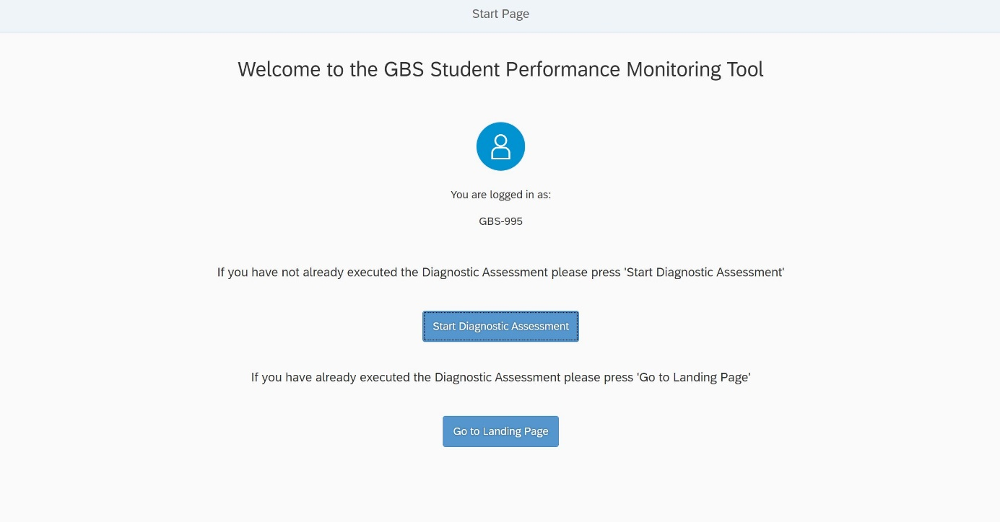 Start Page
Welcome to the GBS Student Performance Monitoring Tool
You are logged in as:
GBS-995
If you have not already executed the Diagnostic Assessment please press 'Start Diagnostic Assessment'
Start Diagnostic Assessment
If you have already executed the Diagnostic Assessment please press 'Go to Landing Page'
Go to Landing Page